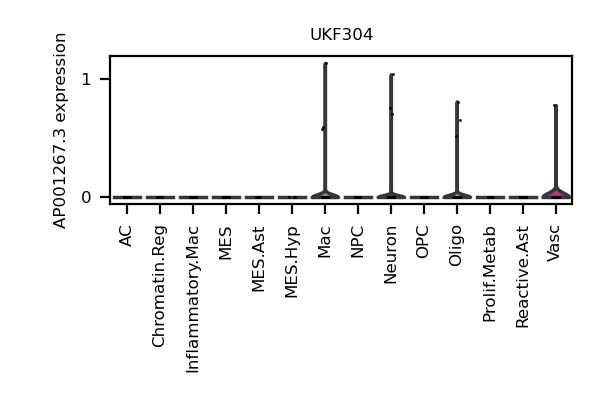 UKF304
AP001267.3 expression
1
0
AC
Chromatin.Reg
Inflammatory.Mac
MES
MES.Ast
MES.Hyp
Mac
NPC
Neuron
OPC
Oligo
Prolif.Metab
Reactive.Ast
Vasc